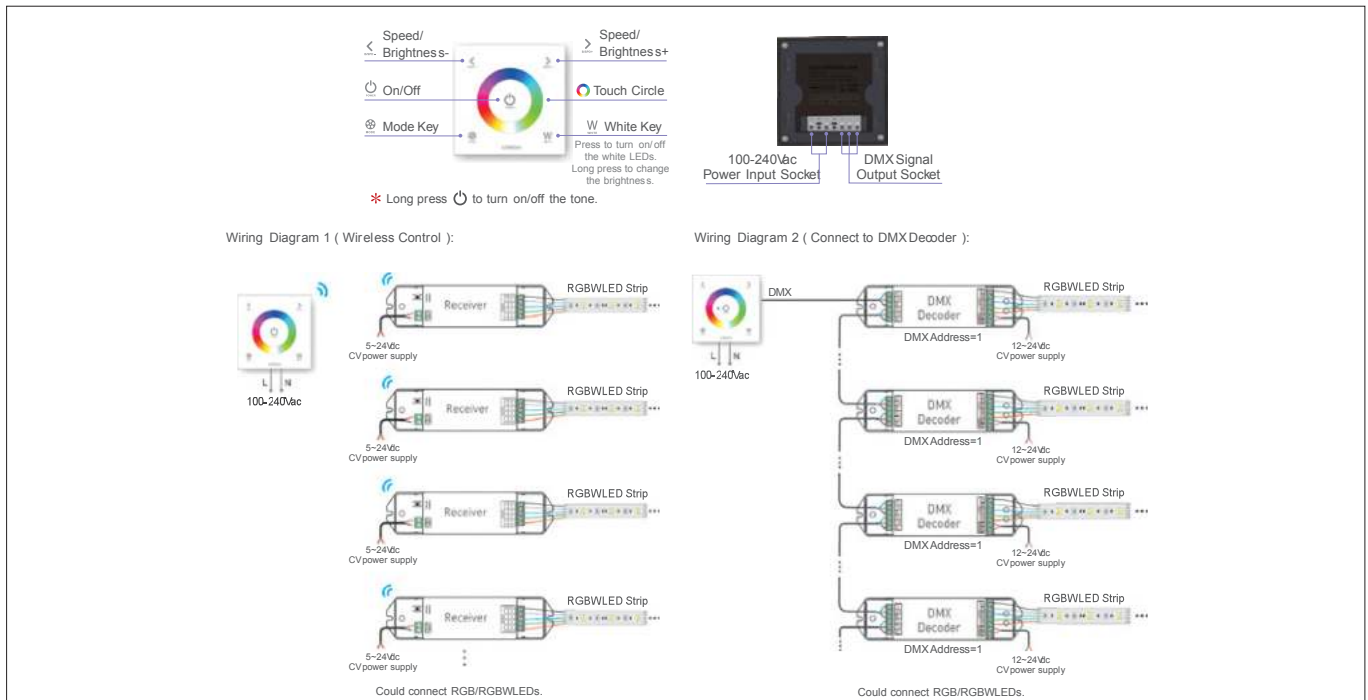 Speed/
Brightness-
Speed/
Brightness+
On/Off
Touch Circle
Mode Key
W White Key
Press to turn on/off
the white LEDs.
Long press to change
the brightness.
100-240Vac
Power Input Socket
DMX Signal
Output Socket
* Long press to turn on/off the tone.
Wiring Diagram 1 ( Wireless Control ):
Wiring Diagram 2 ( Connect to DMX Decoder ):
L N
100-240Vac
Receiver
RGBWLED Strip
5~24Vdc
CV power supply
Receiver
RGBWLED Strip
5~24Vdc
CV power supply
Receiver
RGBWLED Strip
5~24Vdc
CV power supply
Receiver
RGBWLED Strip
5~24Vdc
CV power supply
Could connect RGB/RGBWLEDs.
DMX
L N
100-240Vac
DMX
Decoder
RGBWLED Strip
DMX Address=1
12~24Vdc
CV power supply
DMX
Decoder
RGBWLED Strip
DMX Address=1
12~24Vdc
CV power supply
DMX
Decoder
RGBWLED Strip
DMX Address=1
12~24Vdc
CV power supply
DMX
Decoder
RGBWLED Strip
DMX Address=1
12~24Vdc
CV power supply
Could connect RGB/RGBWLEDs.